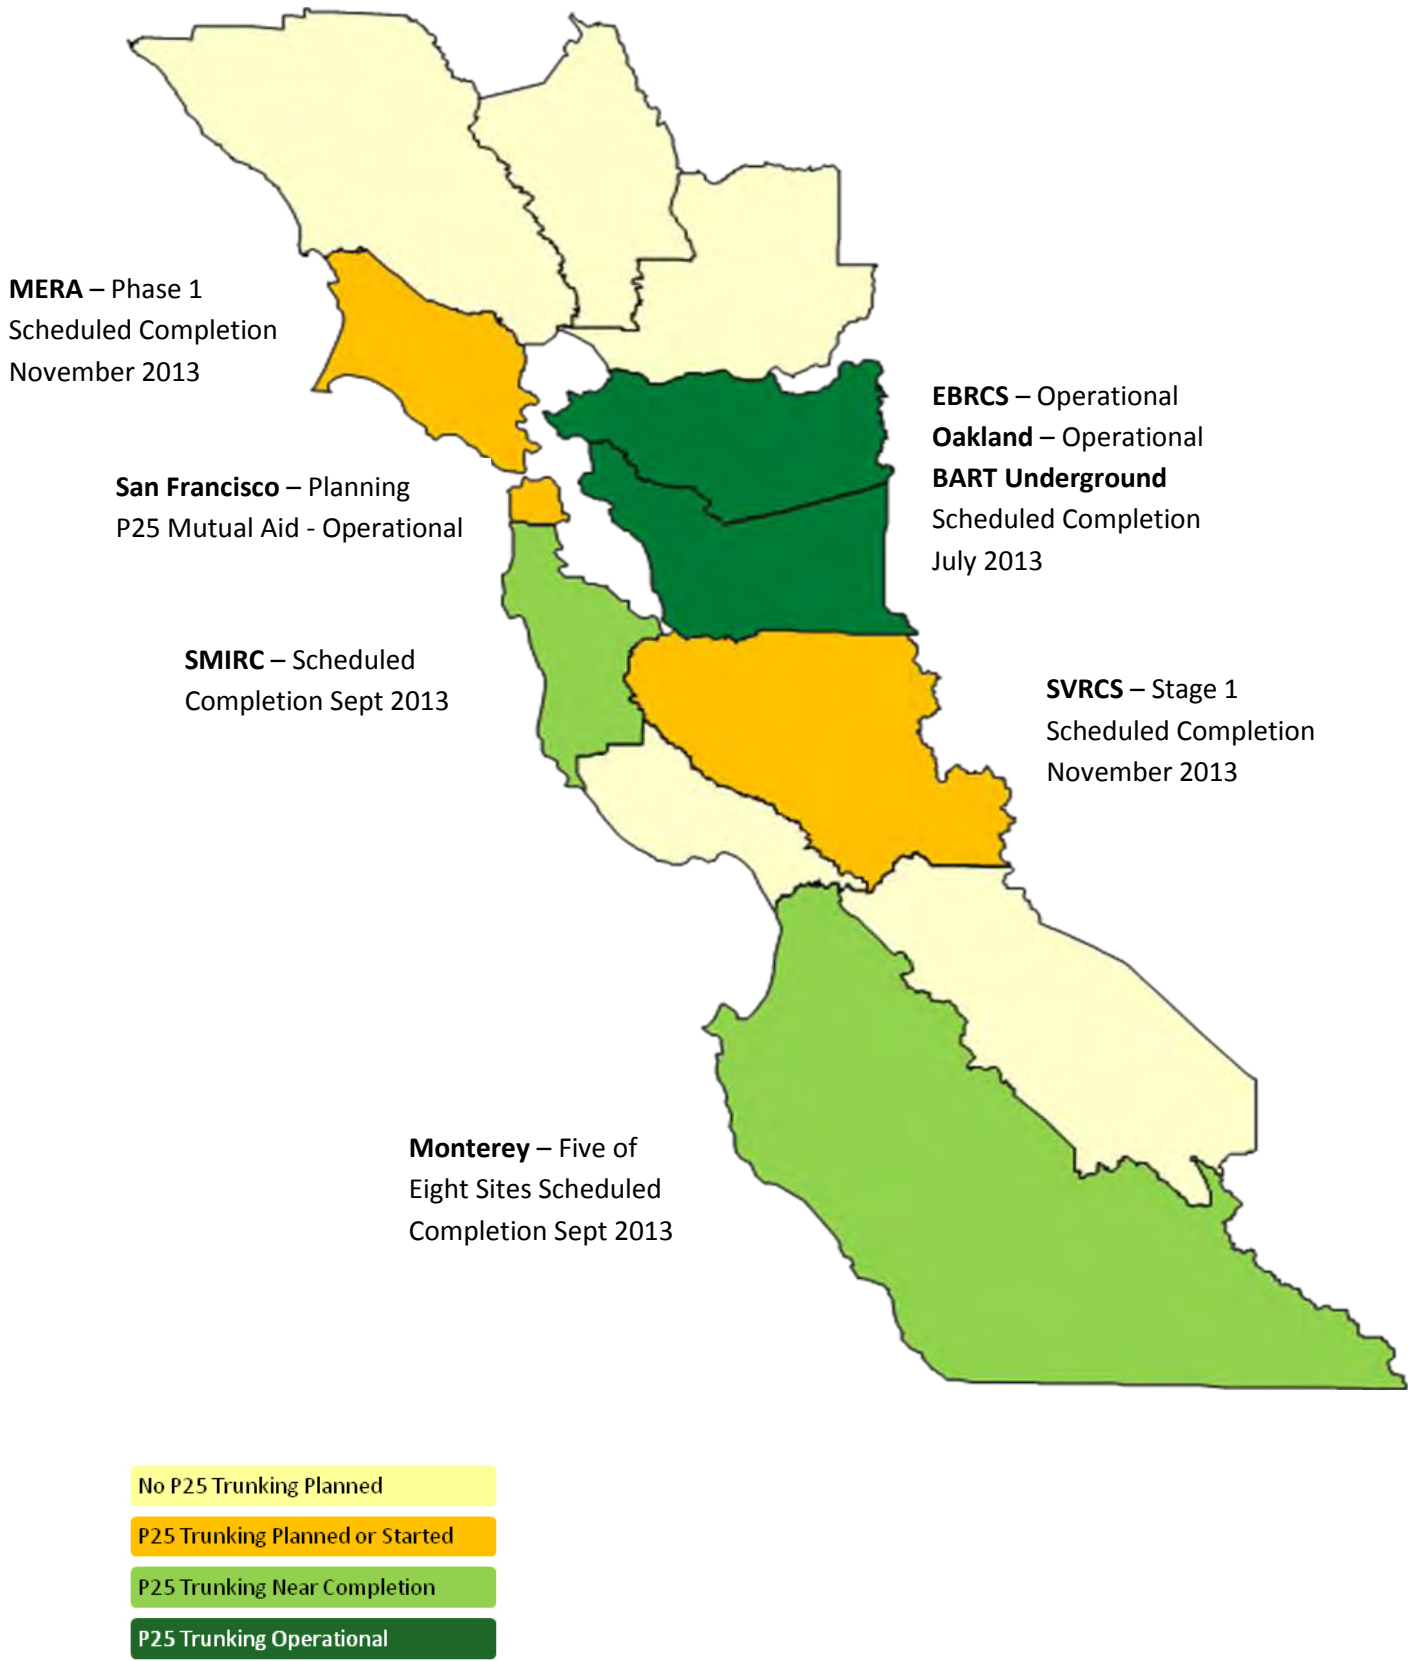 MERA – Phase 1
Scheduled Completion
November 2013
EBRCS – Operational
Oakland – Operational
BART Underground
Scheduled Completion
July 2013
San Francisco – Planning
P25 Mutual Aid - Operational
SMIRC – Scheduled
Completion Sept 2013
SVRCS – Stage 1
Scheduled Completion
November 2013
Monterey – Five of
Eight Sites Scheduled
Completion Sept 2013
No P25 Trunking Planned
P25 Trunking Planned or Started
P25 Trunking Near Completion
P25 Trunking Operational